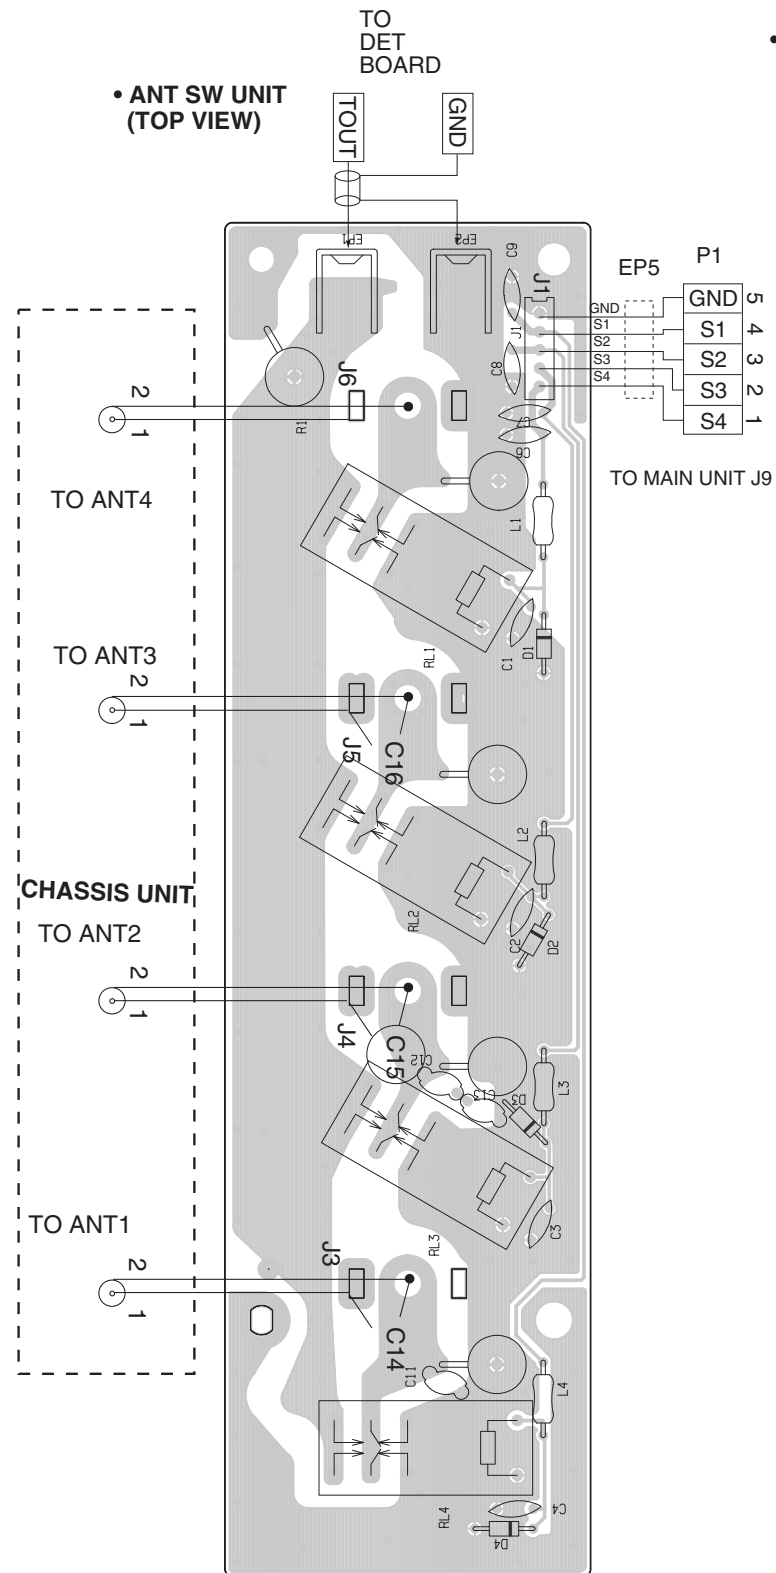 TO
DET
BOARD
• ANT SW UNIT
(TOP VIEW)
TOUT
GND
EP1
EP2
C9
J1
J1
EP5
P1
GND
S1
S2
S3
S4
GND 5
S1 4
S2 3
S3 2
S4 1
TO MAIN UNIT J9
C8
C6
J6
R1
2
1
TO ANT4
L1
C1
D1
RL1
TO ANT3
2
1
J5
C16
L2
RL2
C2
D2
CHASSIS UNIT
TO ANT2
2
1
J4
C15
C12
C13
D3
L3
C3
RL3
TO ANT1
2
1
J3
C14
C11
L4
RL4
C4
D4
•